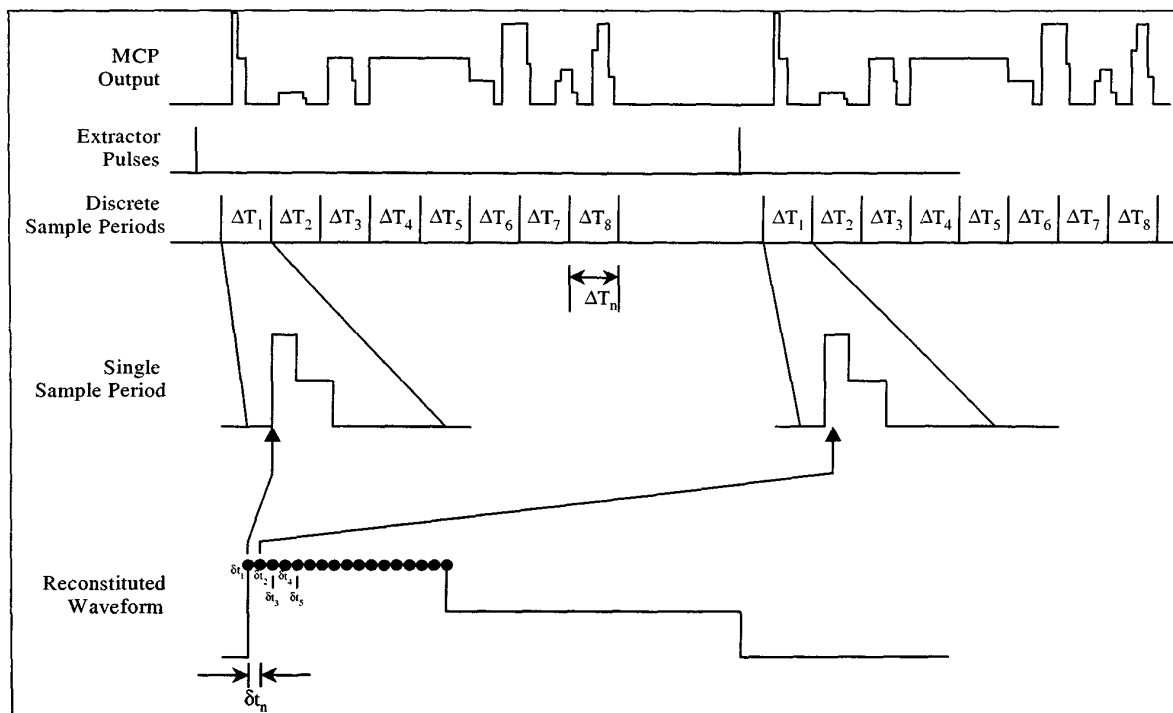 MCP
Output
Extractor
Pulses
Discrete
Sample Periods
ΔT₁ ΔT₂ ΔT₃ ΔT₄ ΔT₅ ΔT₆ ΔT₇ ΔT₈
ΔT₁ ΔT₂ ΔT₃ ΔT₄ ΔT₅ ΔT₆ ΔT₇ ΔT₈
ΔTₙ
Single
Sample Period
Reconstituted
Waveform
δt₁ δt₂ δt₄
δt₃ δt₅
δtₙ